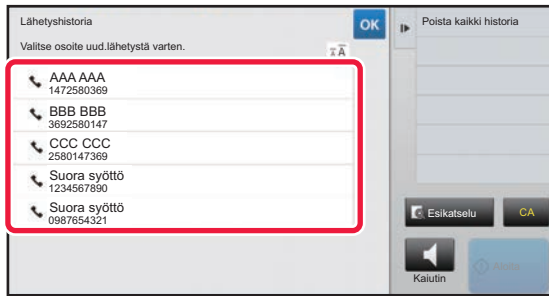 Lähetyshistoria
OK
Poista kaikki historia
Valitse osoite uud.lähetystä varten.
AAA AAA
1472580369
BBB BBB
3692580147
CCC CCC
2580147369
Suora syöttö
1234567890
Suora syöttö
0987654321
Esikatselu
CA
Kaiutin
Aloita